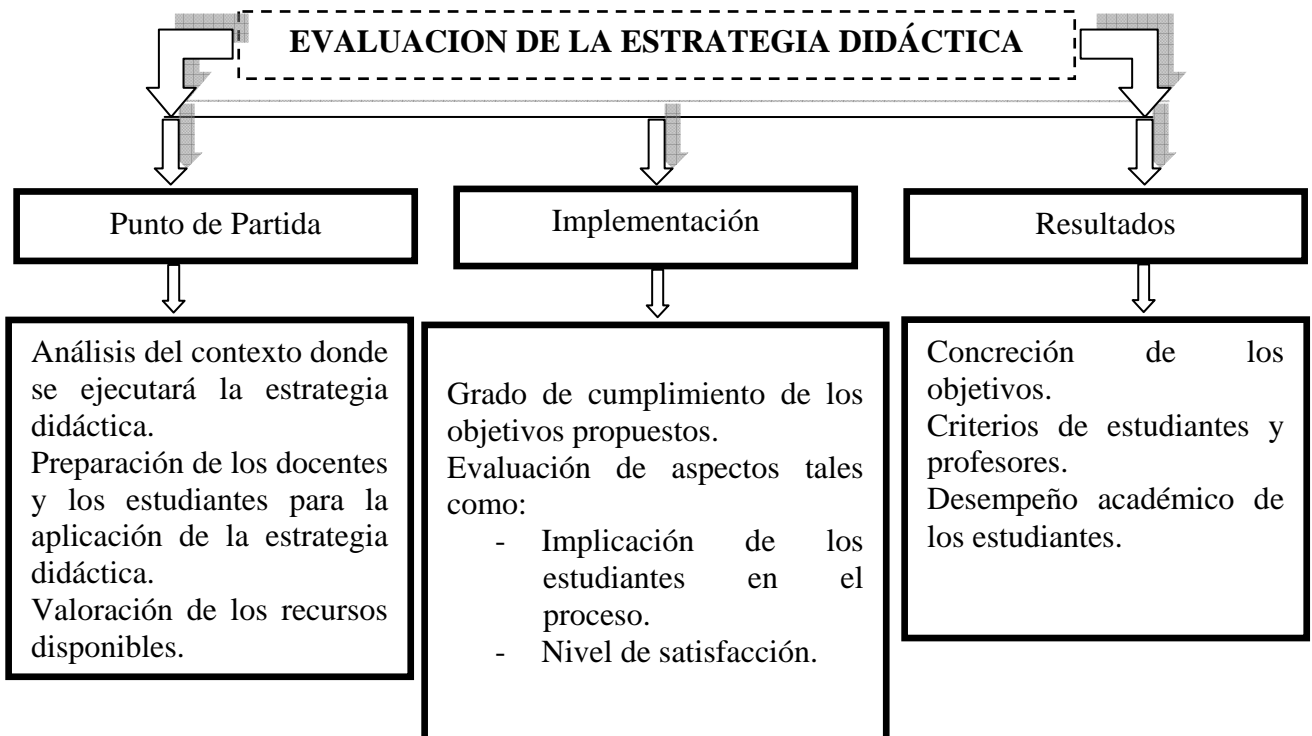 EVALUACION DE LA ESTRATEGIA DIDÁCTICA
Punto de Partida
Implementación
Resultados
Análisis del contexto donde
se ejecutará la estrategia
didáctica.
Preparación de los docentes
y los estudiantes para la
aplicación de la estrategia
didáctica.
Valoración de los recursos
disponibles.
Grado de cumplimiento de los
objetivos propuestos.
Evaluación de aspectos tales
como:
- Implicación de los
estudiantes en el
proceso.
- Nivel de satisfacción.
Concreción de los
objetivos.
Criterios de estudiantes y
profesores.
Desempeño académico de
los estudiantes.